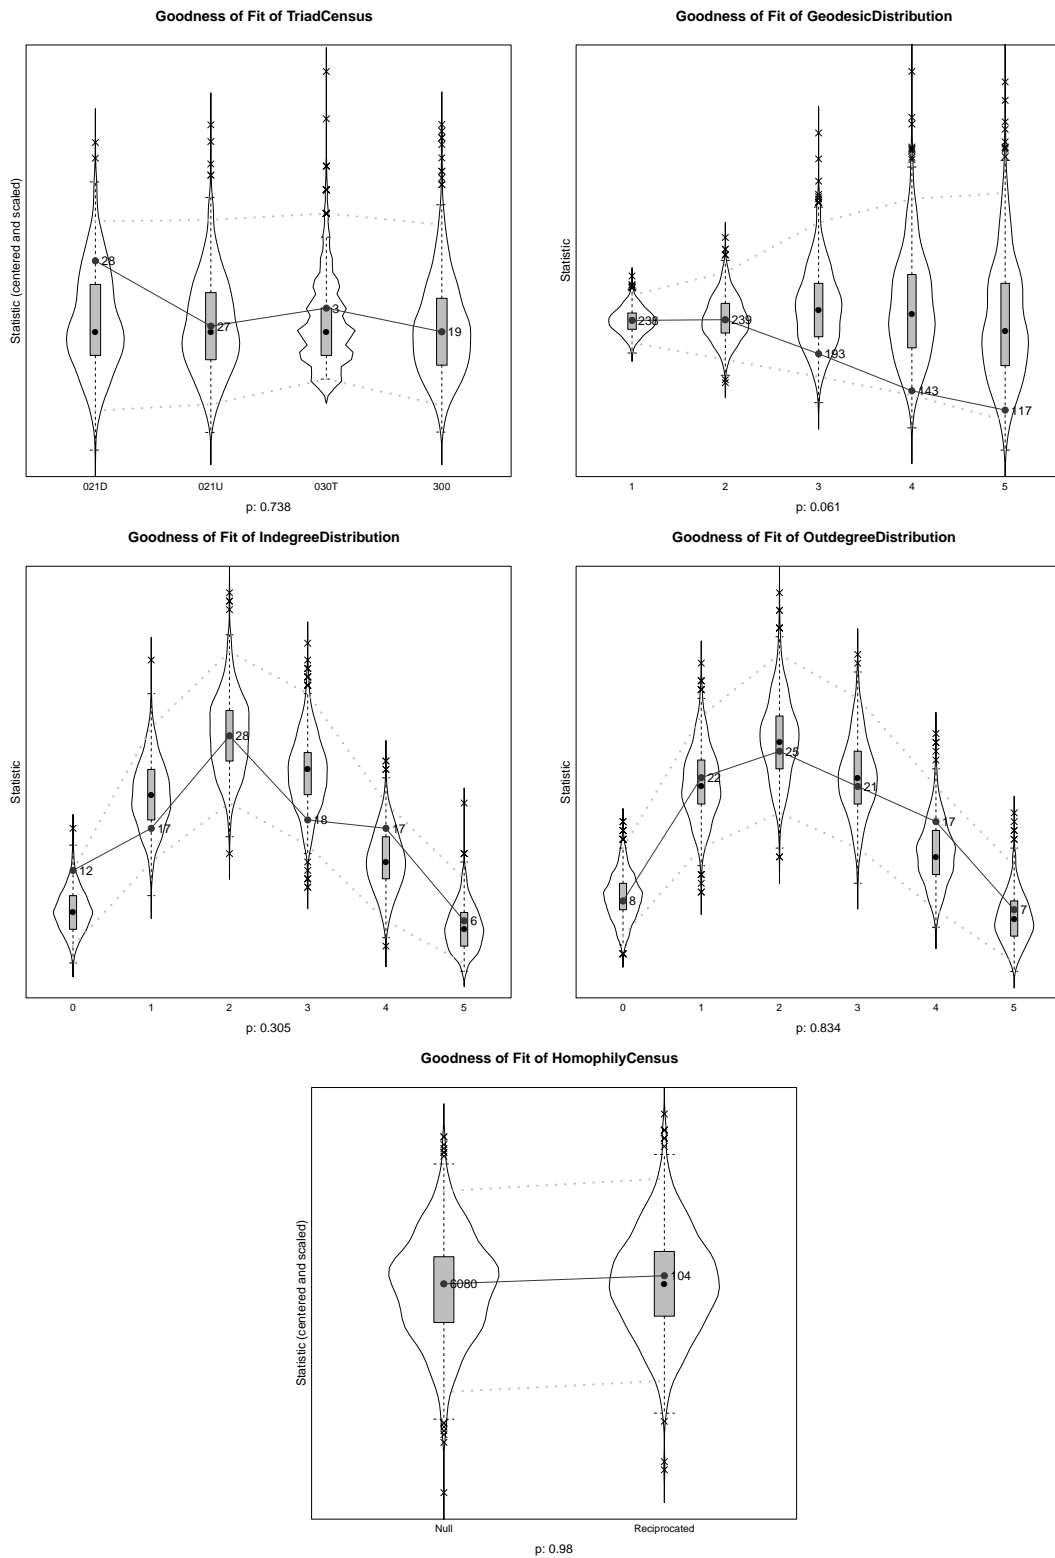 Goodness of Fit of TriadCensus
Statistic (centered and scaled)
28
27
3
19
021D 021U 030T 300
p: 0.738
Goodness of Fit of GeodesicDistribution
Statistic
238
239
193
143
117
1 2 3 4 5
p: 0.061
Goodness of Fit of IndegreeDistribution
Statistic
12
17
28
18
17
6
0 1 2 3 4 5
p: 0.305
Goodness of Fit of OutdegreeDistribution
Statistic
8
22
25
21
17
7
0 1 2 3 4 5
p: 0.834
Goodness of Fit of HomophilyCensus
Statistic (centered and scaled)
6080
104
Null Reciprocated
p: 0.98